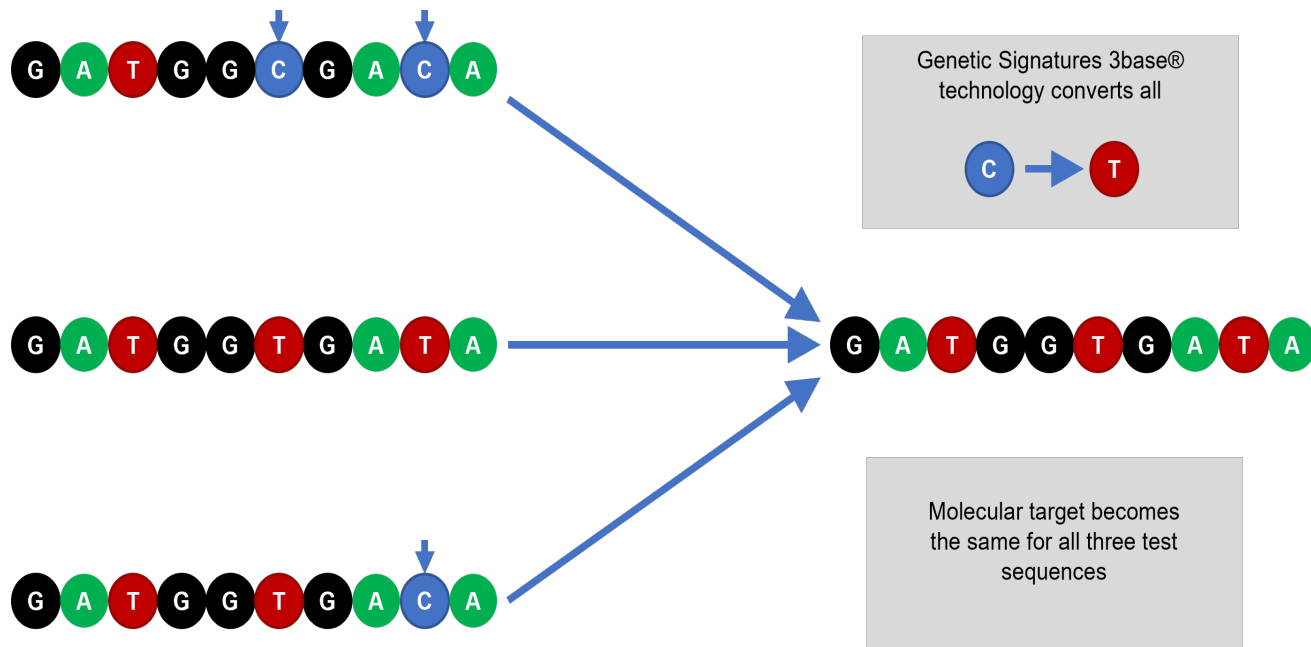 G A T G G C G A C A
Genetic Signatures 3base®
technology converts all
C T
G A T G G T G A T A
G A T G G T G A T A
Molecular target becomes
the same for all three test
sequences
G A T G G T G A C A